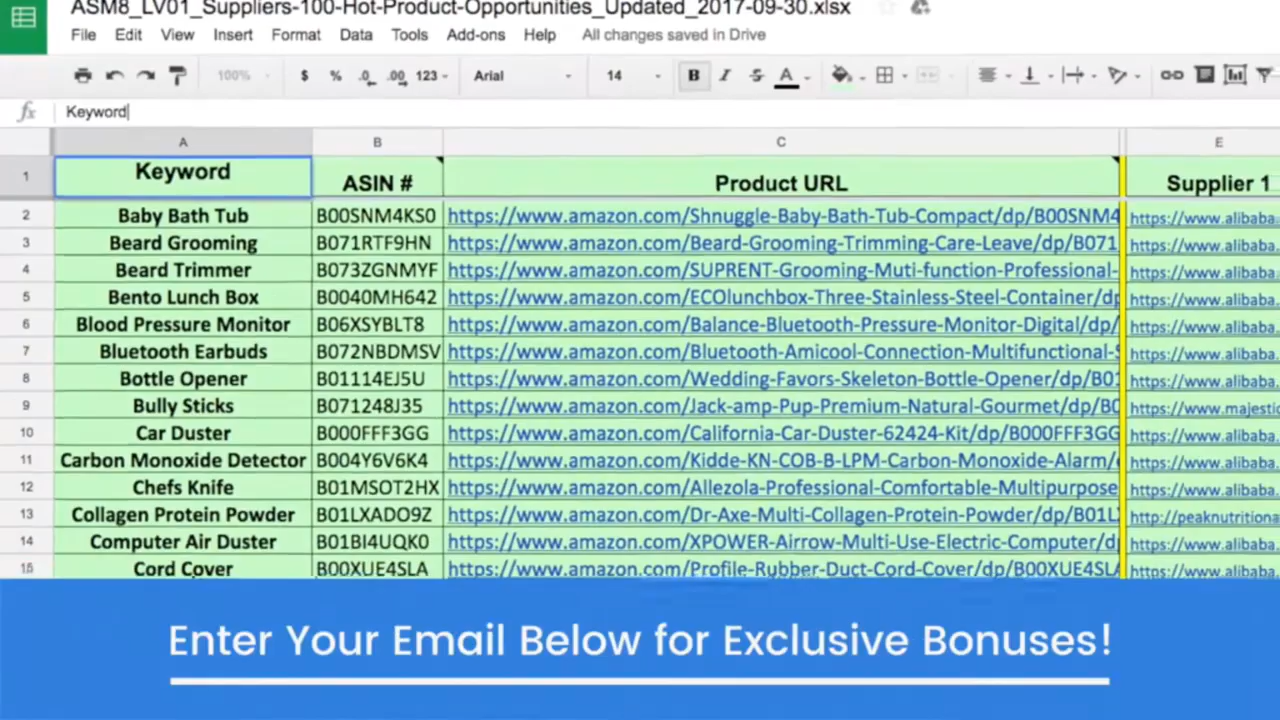 ASM8_LV01_Suppliers-100-Hot-Product-Opportunities_Updated_2017-09-30.xlsx
File Edit View Insert Format Data Tools Add-ons Help All changes saved in Drive
100% $ % .0 .00 123 Arial 14 B I S A
fx Keyword
A B C E
1 Keyword ASIN # Product URL Supplier 1
2 Baby Bath Tub B00SNM4KS0 https://www.amazon.com/Shnuggle-Baby-Bath-Tub-Compact/dp/B00SNM4 https://www.alibaba.
3 Beard Grooming B071RTF9HN https://www.amazon.com/Beard-Grooming-Trimming-Care-Leave/dp/B071 https://www.alibaba.
4 Beard Trimmer B073ZGNMYF https://www.amazon.com/SUPRENT-Grooming-Muti-function-Professional- https://www.alibaba.
5 Bento Lunch Box B0040MH642 https://www.amazon.com/ECOlunchbox-Three-Stainless-Steel-Container/dp https://www.alibaba.
6 Blood Pressure Monitor B06XSYBLT8 https://www.amazon.com/Balance-Bluetooth-Pressure-Monitor-Digital/dp/ https://www.alibaba.
7 Bluetooth Earbuds B072NBDMSV https://www.amazon.com/Bluetooth-Amicool-Connection-Multifunctional-S https://www.alibaba.
8 Bottle Opener B01114EJ5U https://www.amazon.com/Wedding-Favors-Skeleton-Bottle-Opener/dp/B01 https://www.alibaba.
9 Bully Sticks B071248J35 https://www.amazon.com/Jack-amp-Pup-Premium-Natural-Gourmet/dp/B0 https://www.majestic
10 Car Duster B000FFF3GG https://www.amazon.com/California-Car-Duster-62424-Kit/dp/B000FFF3GG https://www.alibaba.
11 Carbon Monoxide Detector B004Y6V6K4 https://www.amazon.com/Kidde-KN-COB-B-LPM-Carbon-Monoxide-Alarm/ https://www.alibaba.
12 Chefs Knife B01MSOT2HX https://www.amazon.com/Allezola-Professional-Comfortable-Multipurpose https://www.alibaba.
13 Collagen Protein Powder B01LXADO9Z https://www.amazon.com/Dr-Axe-Multi-Collagen-Protein-Powder/dp/B01LX http://peaknutritiona
14 Computer Air Duster B01BI4UQK0 https://www.amazon.com/XPOWER-Airrow-Multi-Use-Electric-Computer/dp https://www.alibaba.
15 Cord Cover B00XUE4SLA https://www.amazon.com/Profile-Rubber-Duct-Cord-Cover/dp/B00XUE4SLA https://www.alibaba.
Enter Your Email Below for Exclusive Bonuses!